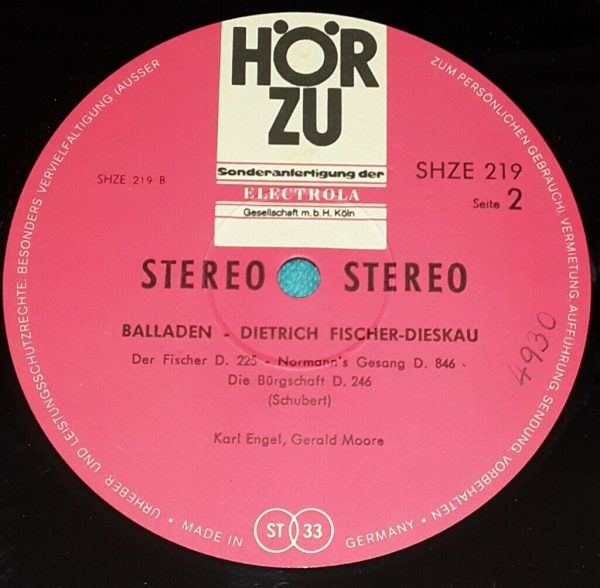 HÖR
ZU
Sonderanfertigung der
ELECTROLA
Gesellschaft m.b.H. Köln
SHZE 219 B
SHZE 219
Seite 2
STEREO STEREO
BALLADEN - DIETRICH FISCHER-DIESKAU
Der Fischer D. 225 - Normann's Gesang D. 846 -
Die Bürgschaft D. 246
(Schubert)
Karl Engel, Gerald Moore
4930
URHEBER- UND LEISTUNGSSCHUTZRECHTE, BESONDERS VERVIELFÄLTIGUNG (AUSSER
ZUM PERSÖNLICHEN GEBRAUCH), VERMIETUNG, AUFFÜHRUNG, SENDUNG, VORBEHALTEN
• MADE IN ST 33 GERMANY •